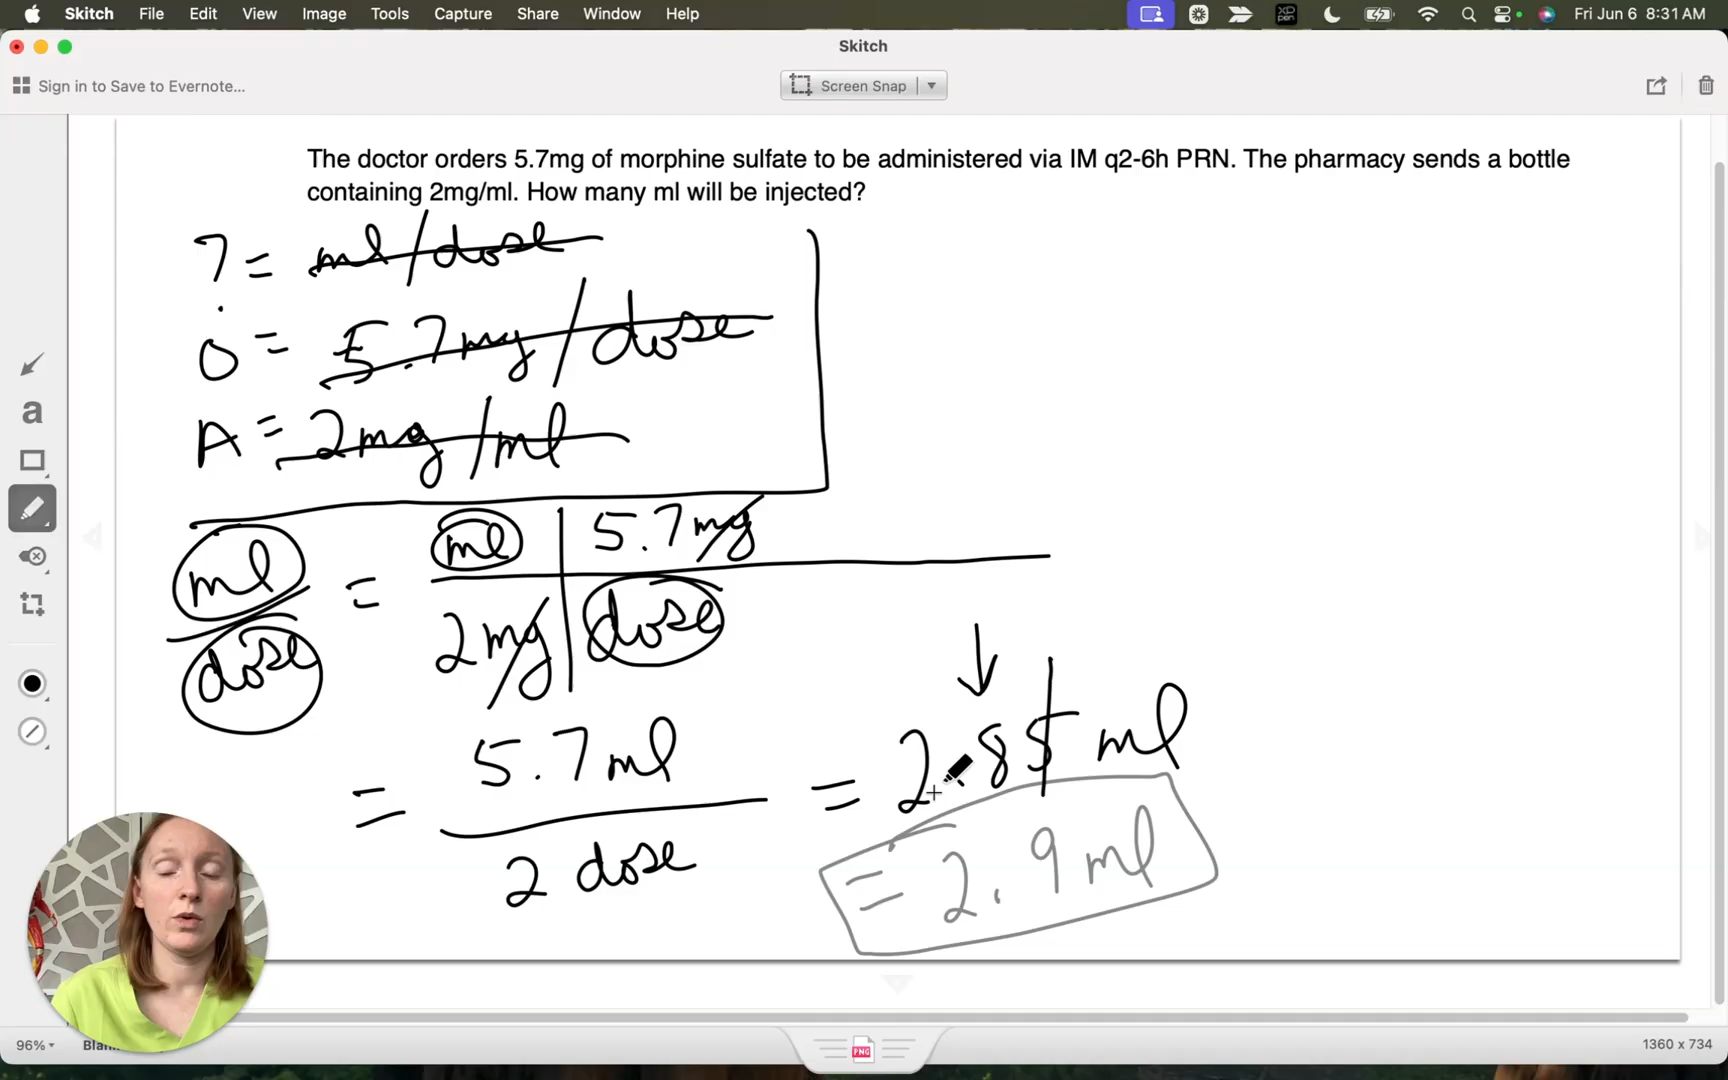 Skitch File Edit View Image Tools Capture Share Window Help Fri Jun 6 8:31 AM
Skitch
Sign in to Save to Evernote... Screen Snap
The doctor orders 5.7mg of morphine sulfate to be administered via IM q2-6h PRN. The pharmacy sends a bottle
containing 2mg/ml. How many ml will be injected?
? = ml/dose
O = 5.7mg/dose
A = 2mg/ml
ml = ml 5.7mg
dose 2mg dose
= 5.7 ml = 2.85 ml
2 dose
= 2.9 ml
a
96% Blan PNG 1360 x 734